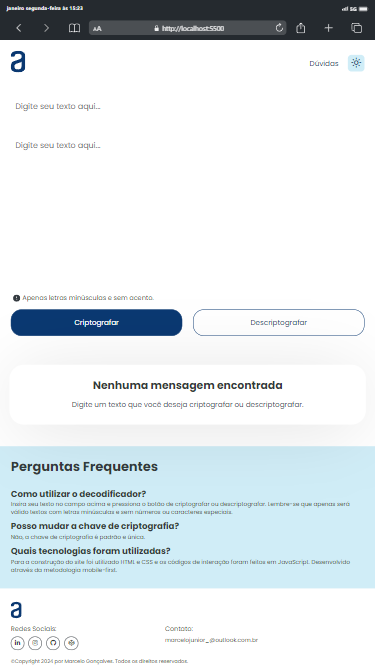 janeiro segunda-feira às 15:23
5G
AA
http://localhost:5500
a
Dúvidas
Digite seu texto aqui...
Digite seu texto aqui...
Apenas letras minúsculas e sem acento.
Criptografar
Descriptografar
Nenhuma mensagem encontrada
Digite um texto que você deseja criptografar ou descriptografar.
Perguntas Frequentes
Como utilizar o decodificador?
Insira seu texto no campo acima e pressiona o botão de criptografar ou descriptografar. Lembre-se que apenas será
válido textos com letras minúsculas e sem números ou caracteres especiais.
Posso mudar a chave de criptografia?
Não, a chave de criptografia é padrão e única.
Quais tecnologias foram utilizadas?
Para a construção do site foi utilizado HTML e CSS e os códigos de interação foram feitos em JavaScript. Desenvolvido
através da metodologia mobile-first.
a
Redes Sociais:
in
Contato:
marcelojunior_@outlook.com.br
©Copyright 2024 por Marcelo Gonçalves. Todos os direitos reservados.